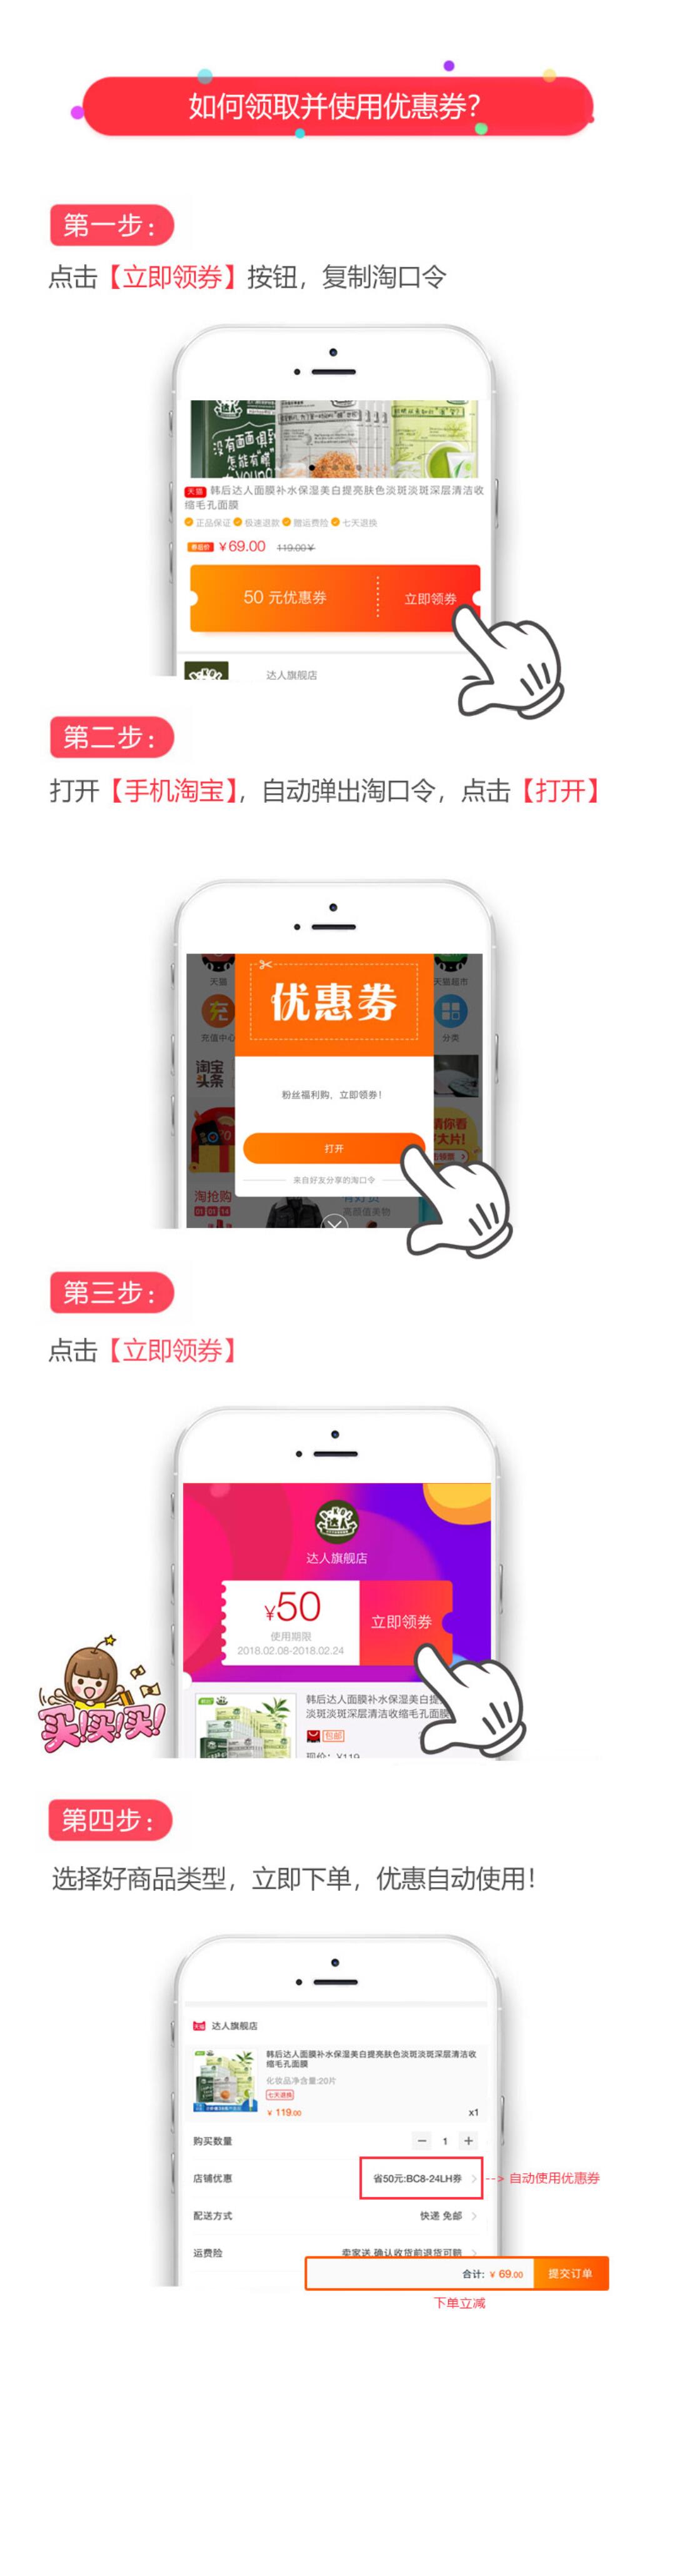 如何领取并使用优惠券？
第一步：
点击【立即领券】按钮，复制淘口令
没有面面俱到
怎能有"膜"
天猫 韩后达人面膜补水保湿美白提亮肤色淡斑淡斑深层清洁收
缩毛孔面膜
正品保证 极速退款 赠运费险 七天退换
券后价 ¥69.00 119.00¥
50 元优惠券 立即领券
达人旗舰店
第二步：
打开【手机淘宝】，自动弹出淘口令，点击【打开】
优惠券
天猫
天猫超市
充
充值中心
分类
淘宝
头条
粉丝福利购，立即领券！
猜你看
大片！
打开
来自好友分享的淘口令
淘抢购
有好货
高颜值美物
01 01 14
第三步：
点击【立即领券】
达人
达人旗舰店
¥50
使用期限
2018.02.08-2018.02.24
立即领券
买!买!买!
韩后达人面膜补水保湿美白提
淡斑淡斑深层清洁收缩毛孔面膜
包邮
现价：¥119
第四步：
选择好商品类型，立即下单，优惠自动使用！
天猫 达人旗舰店
韩后达人面膜补水保湿美白提亮肤色淡斑淡斑深层清洁收
缩毛孔面膜
化妆品净含量:20片
七天退换
¥ 119.00 x1
购买数量 − 1 +
店铺优惠 省50元:BC8-24LH券 > --> 自动使用优惠券
配送方式 快递 免邮 >
运费险 卖家送 确认收货前退货可赔 >
合计：¥ 69.00 提交订单
下单立减